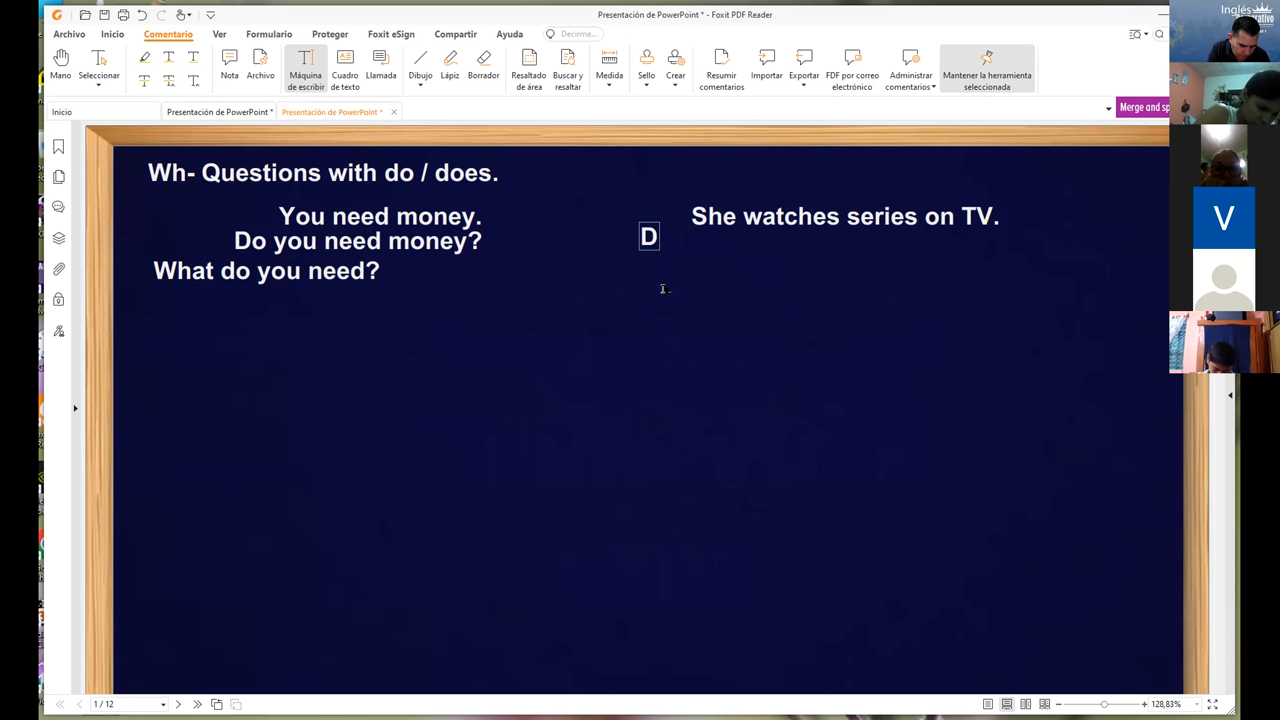 Presentación de PowerPoint * - Foxit PDF Reader
Archivo Inicio Comentario Ver Formulario Proteger Foxit eSign Compartir Ayuda Decirme...
Mano Seleccionar Nota Archivo Máquina de escribir Cuadro de texto Llamada Dibujo Lápiz Borrador Resaltado de área Buscar y resaltar Medida Sello Crear Resumir comentarios Importar Exportar FDF por correo electrónico Administrar comentarios Mantener la herramienta seleccionada
Inicio Presentación de PowerPoint * Presentación de PowerPoint * Merge and sp
Inglés
V
Wh- Questions with do / does.
You need money.
Do you need money?
What do you need?
She watches series on TV.
D
1 / 12
128,83%